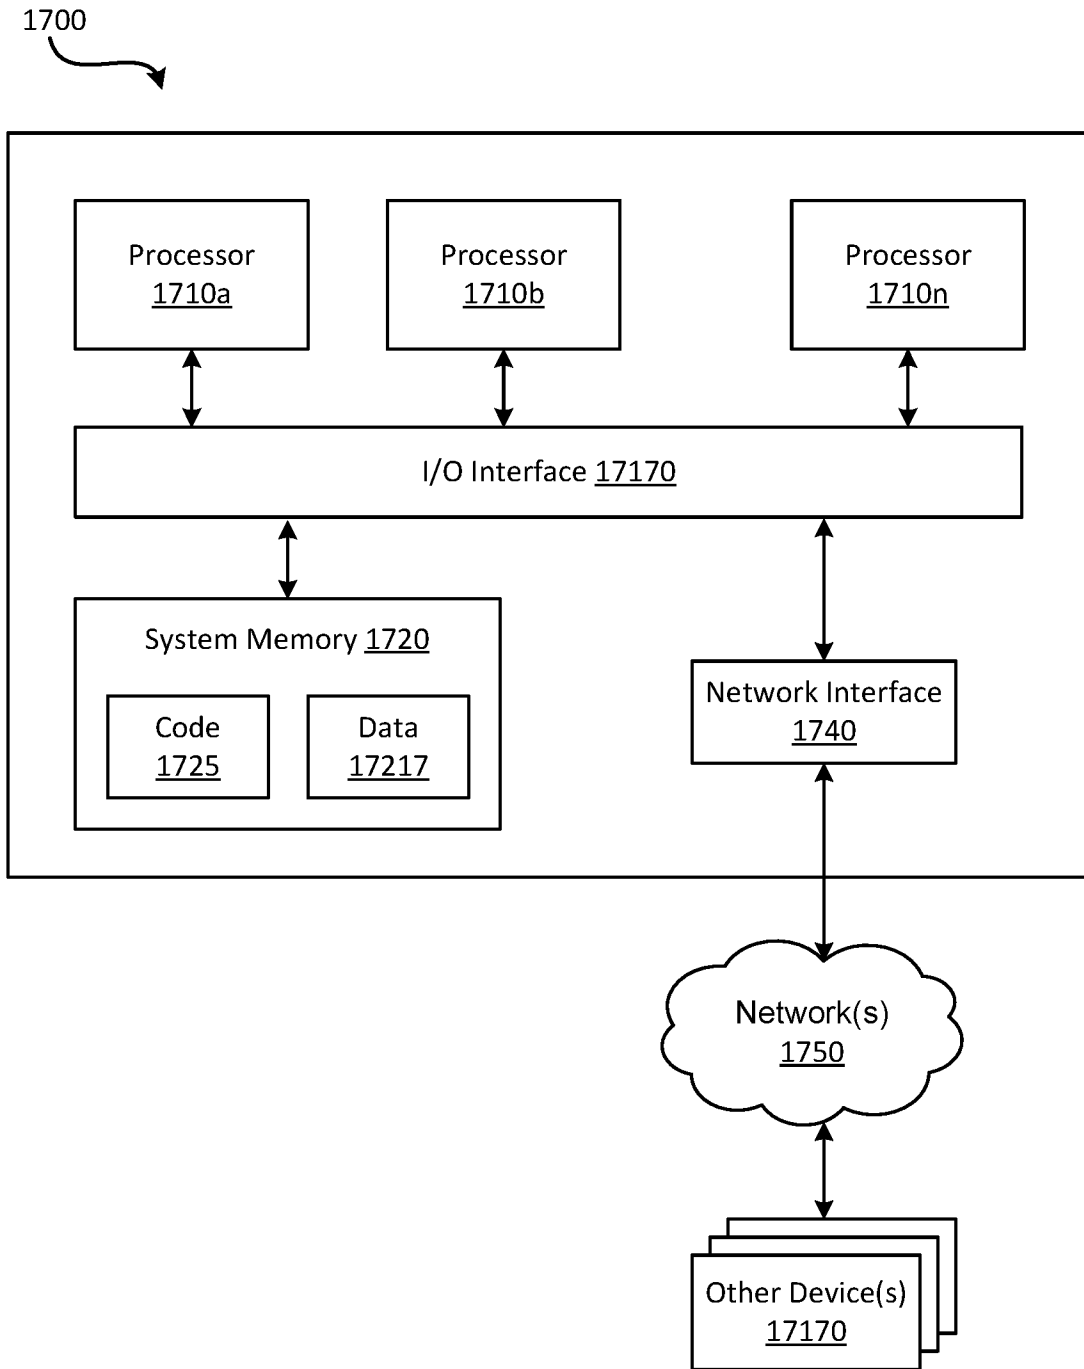 1700
Processor
1710a
Processor
1710b
Processor
1710n
I/O Interface 17170
System Memory 1720
Code
1725
Data
17217
Network Interface
1740
Network(s)
1750
Other Device(s)
17170